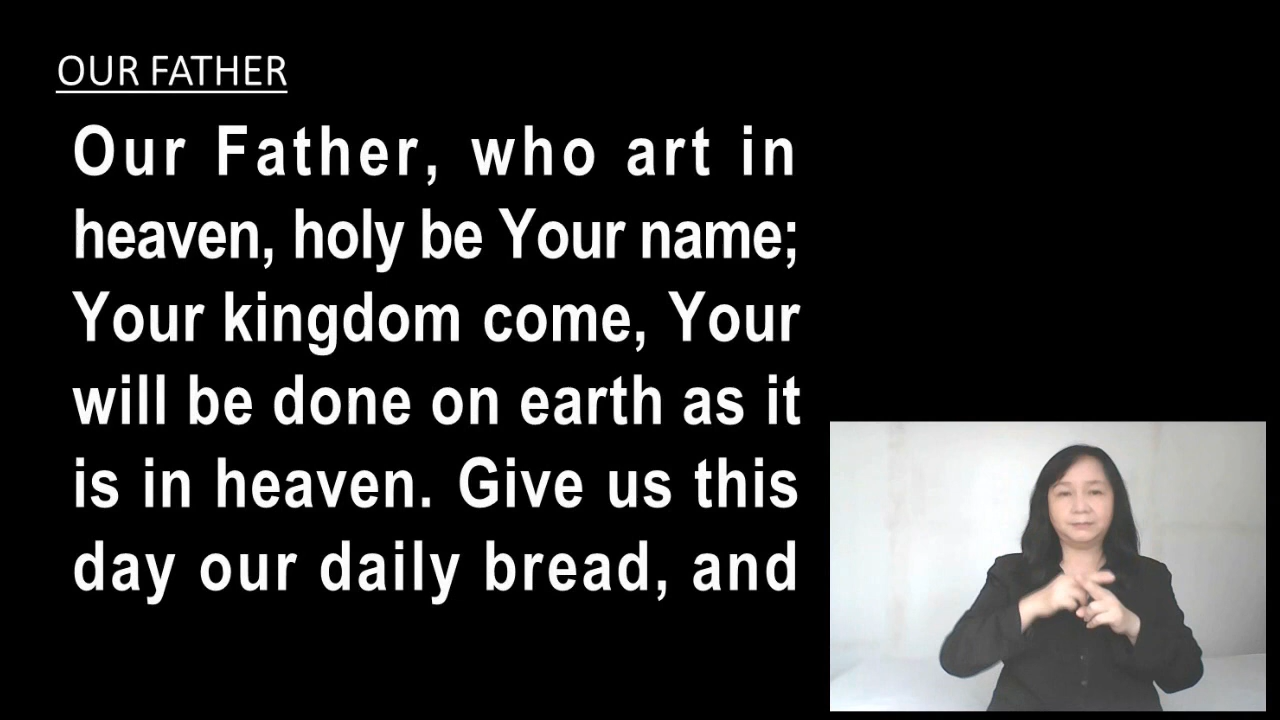 OUR FATHER
Our Father, who art in
heaven, holy be Your name;
Your kingdom come, Your
will be done on earth as it
is in heaven. Give us this
day our daily bread, and